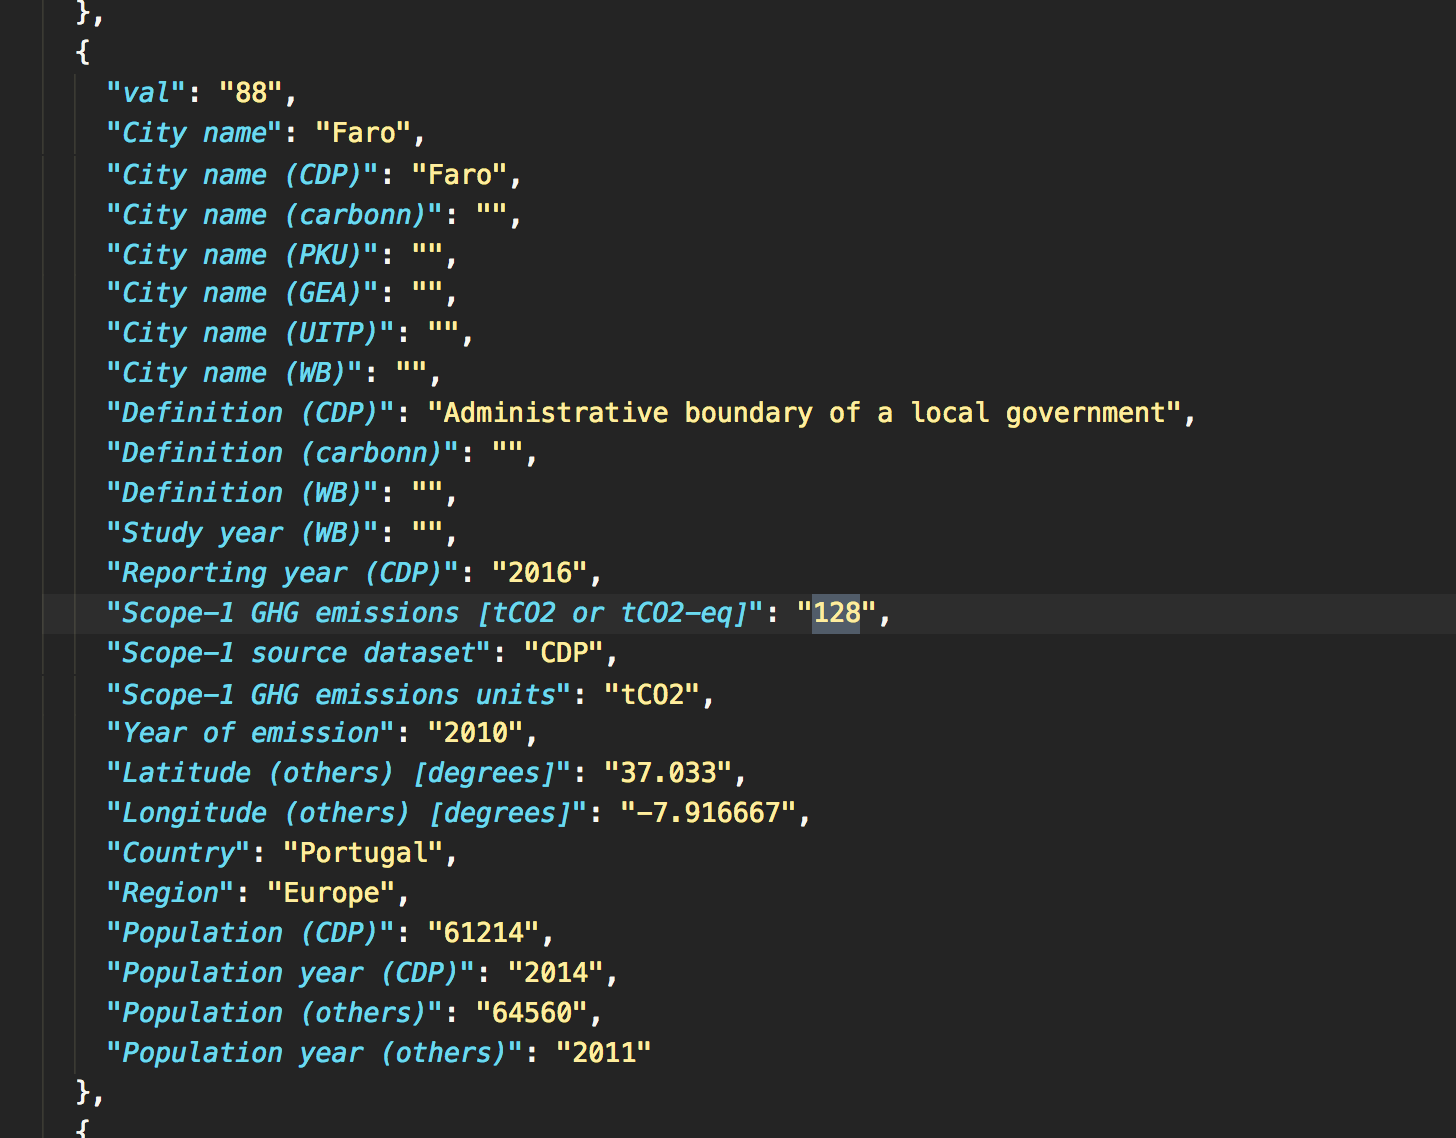 },
{
"val": "88",
"City name": "Faro",
"City name (CDP)": "Faro",
"City name (carbonn)": "",
"City name (PKU)": "",
"City name (GEA)": "",
"City name (UITP)": "",
"City name (WB)": "",
"Definition (CDP)": "Administrative boundary of a local government",
"Definition (carbonn)": "",
"Definition (WB)": "",
"Study year (WB)": "",
"Reporting year (CDP)": "2016",
"Scope-1 GHG emissions [tCO2 or tCO2-eq]": "128",
"Scope-1 source dataset": "CDP",
"Scope-1 GHG emissions units": "tCO2",
"Year of emission": "2010",
"Latitude (others) [degrees]": "37.033",
"Longitude (others) [degrees]": "-7.916667",
"Country": "Portugal",
"Region": "Europe",
"Population (CDP)": "61214",
"Population year (CDP)": "2014",
"Population (others)": "64560",
"Population year (others)": "2011"
},
{